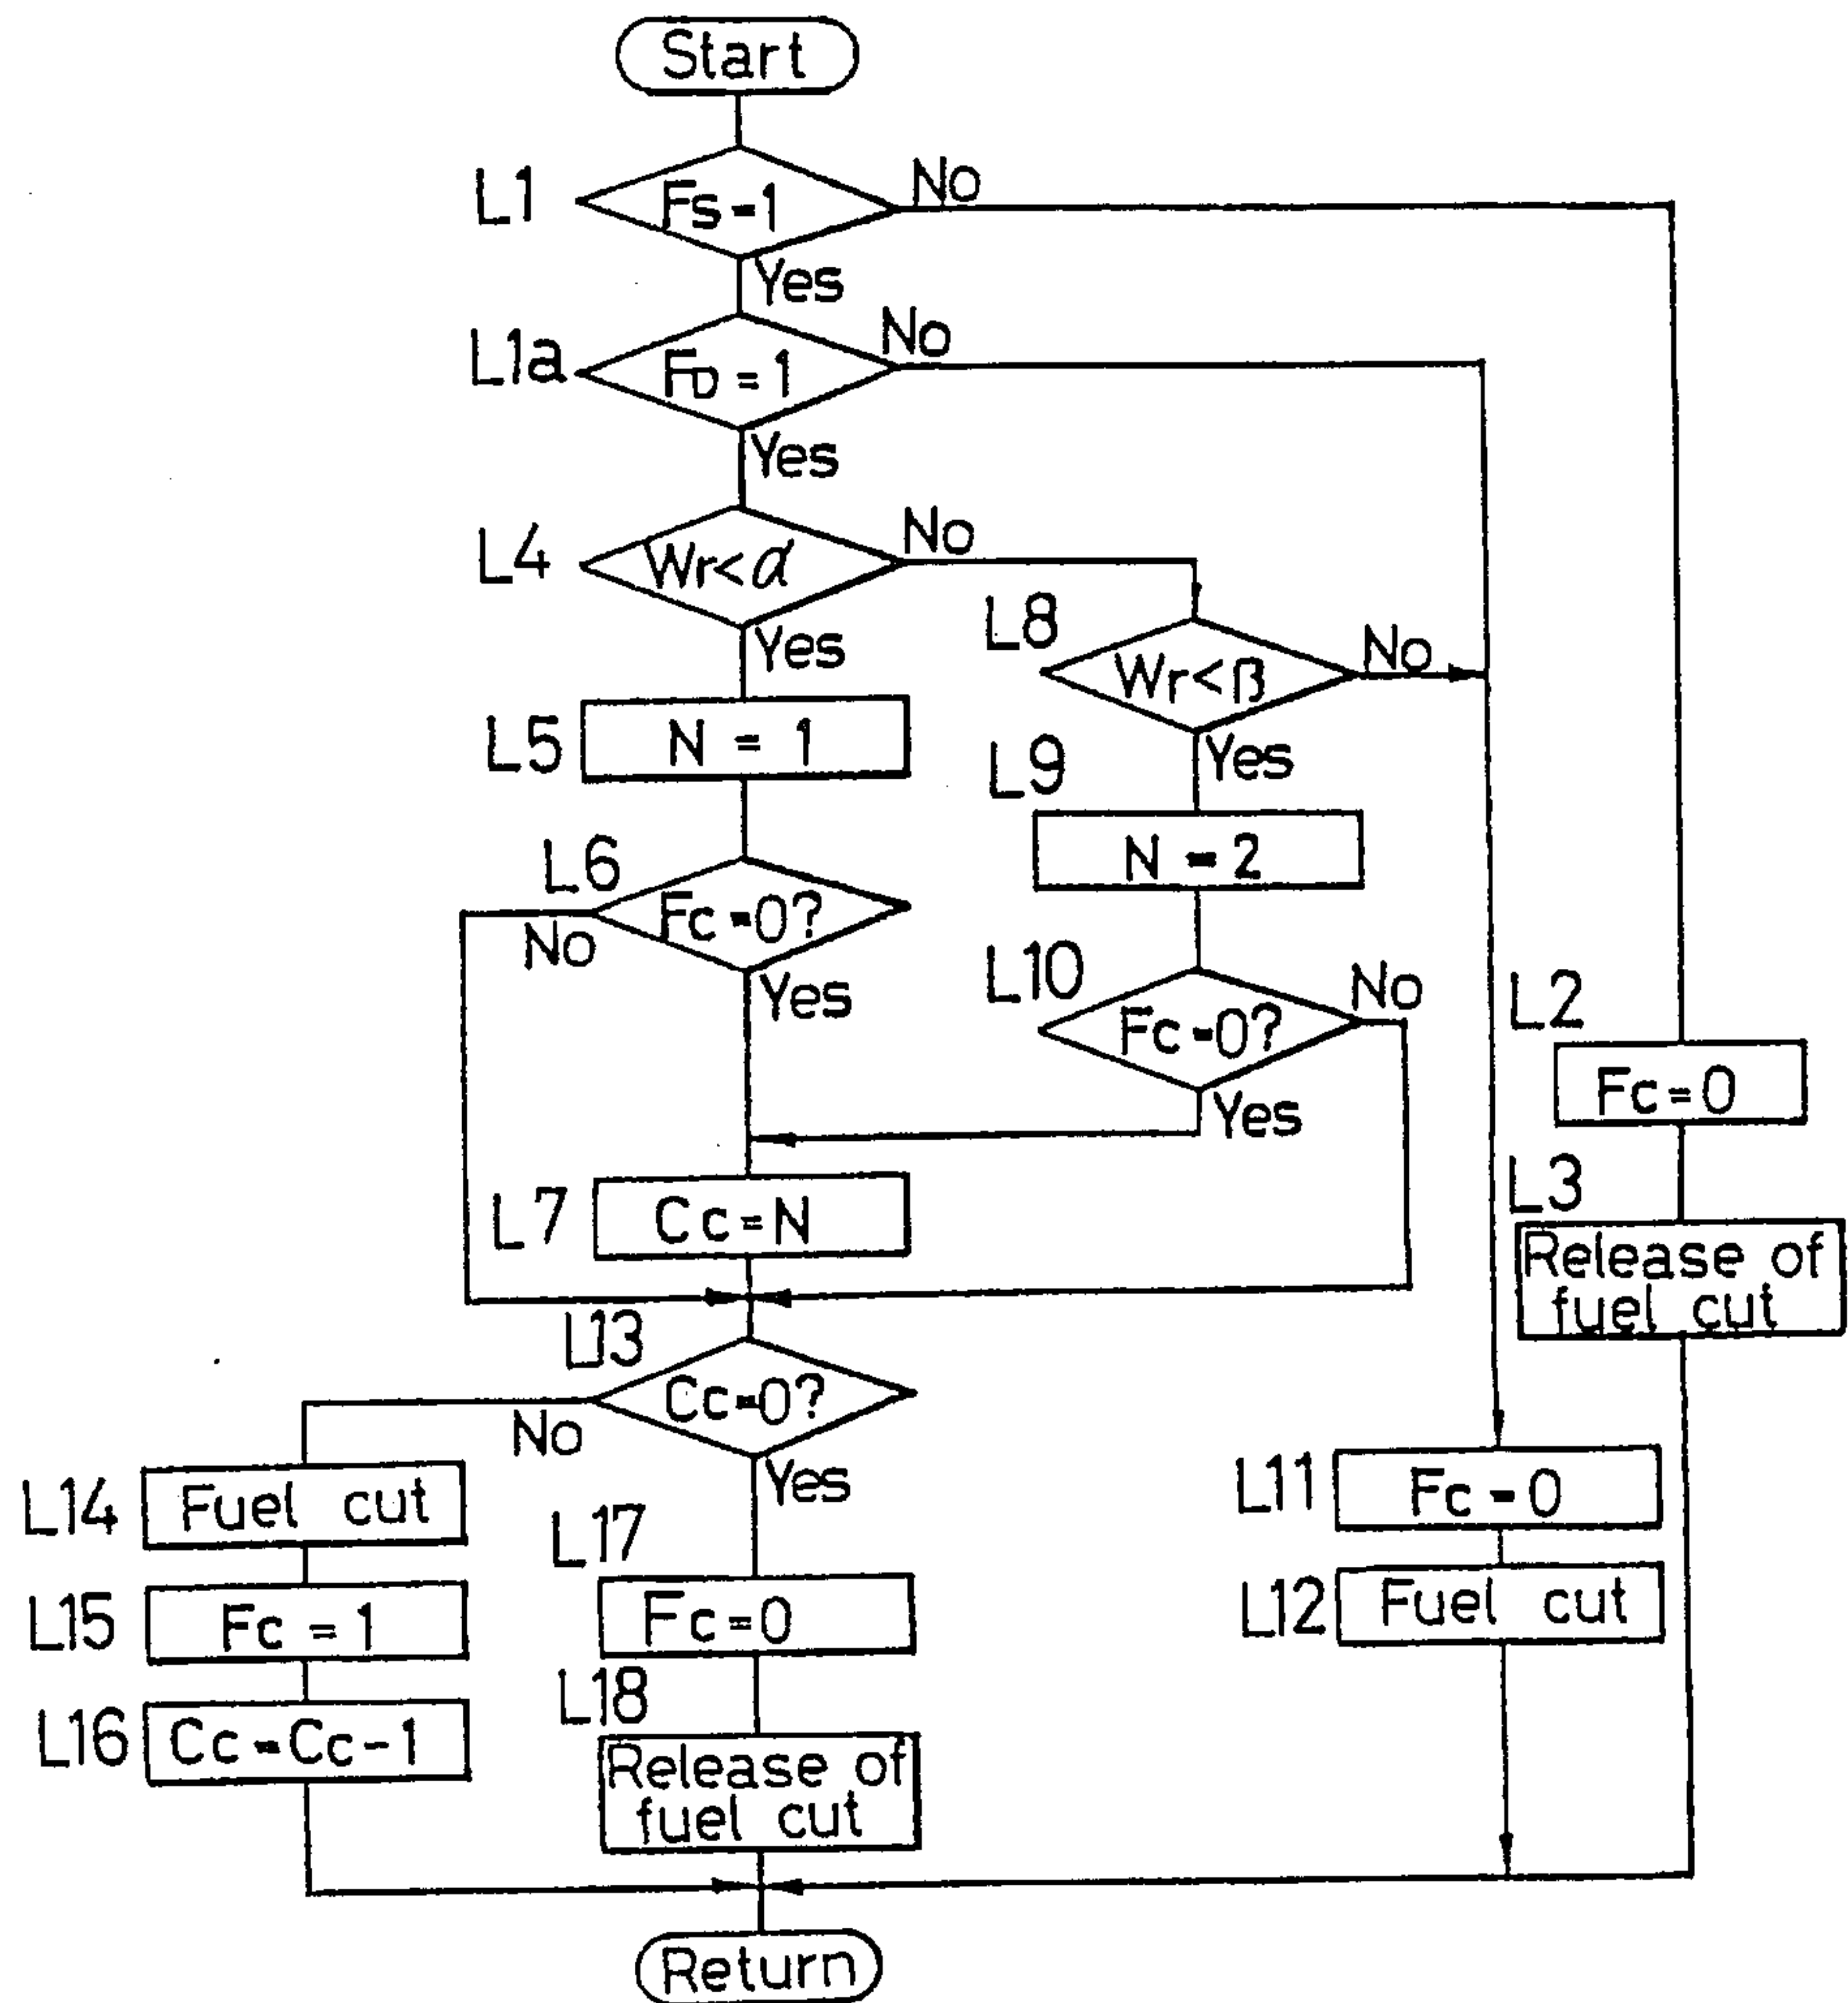 Start
L1
Fs=1
No
Yes
L1a
FD=1
No
Yes
L4
Wr<α
No
Yes
L8
Wr<β
No
Yes
L5
N = 1
L9
N = 2
L6
Fc=0?
No
Yes
L10
Fc=0?
No
Yes
L2
Fc=0
L7
Cc=N
L3
Release of
fuel cut
L13
Cc=0?
No
Yes
L14
Fuel cut
L11
Fc=0
L15
Fc=1
L17
Fc=0
L12
Fuel cut
L16
Cc=Cc-1
L18
Release of
fuel cut
Return